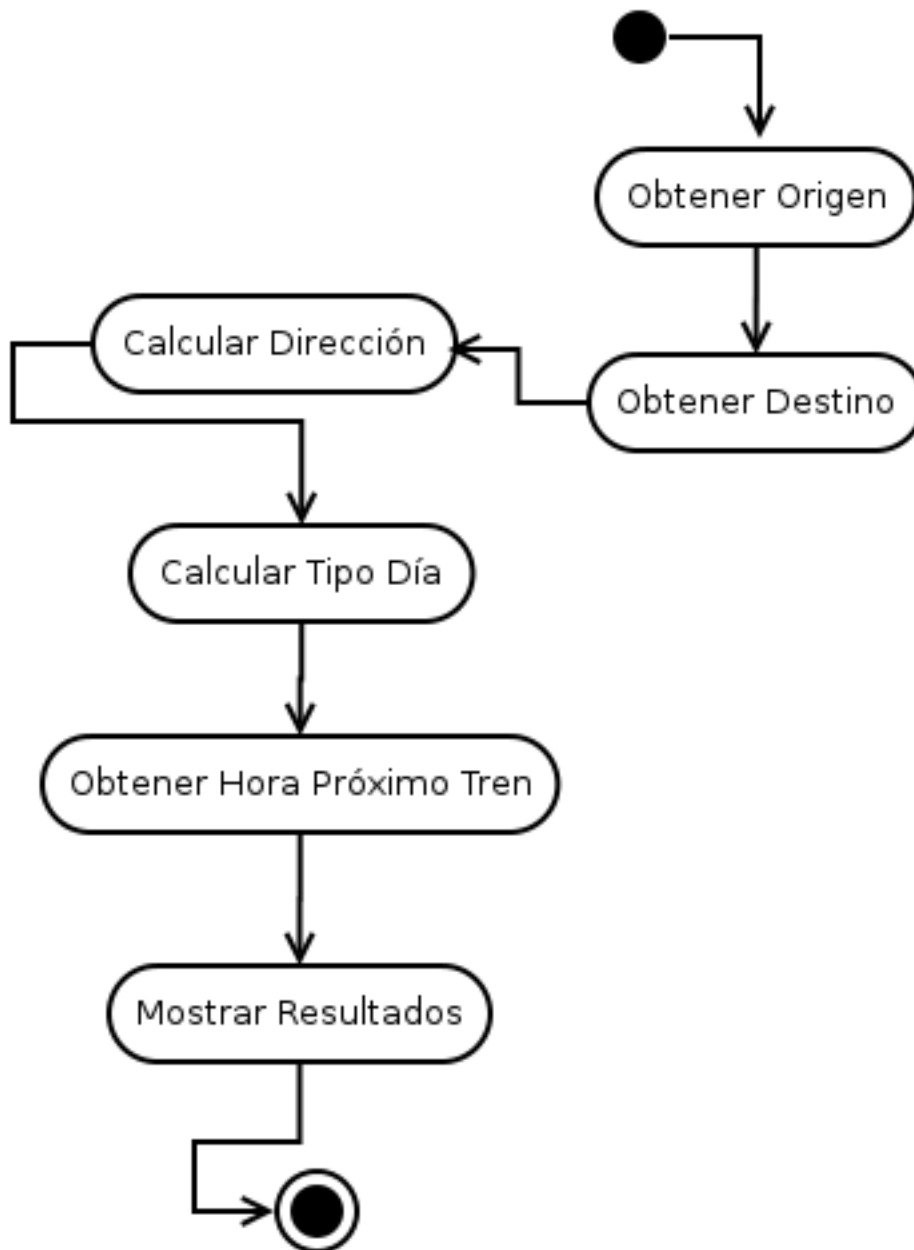 Obtener Origen
Obtener Destino
Calcular Dirección
Calcular Tipo Día
Obtener Hora Próximo Tren
Mostrar Resultados